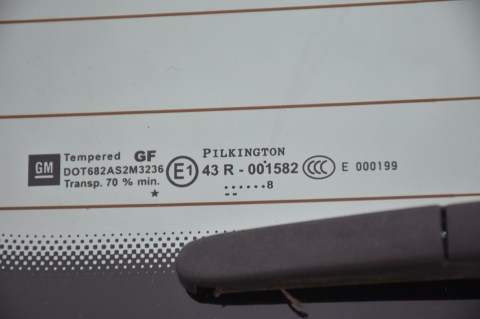 GM
Tempered GF
DOT682AS2M3236
Transp. 70 % min.
E1
PILKINGTON
43 R - 001582
......8
CCC
E 000199